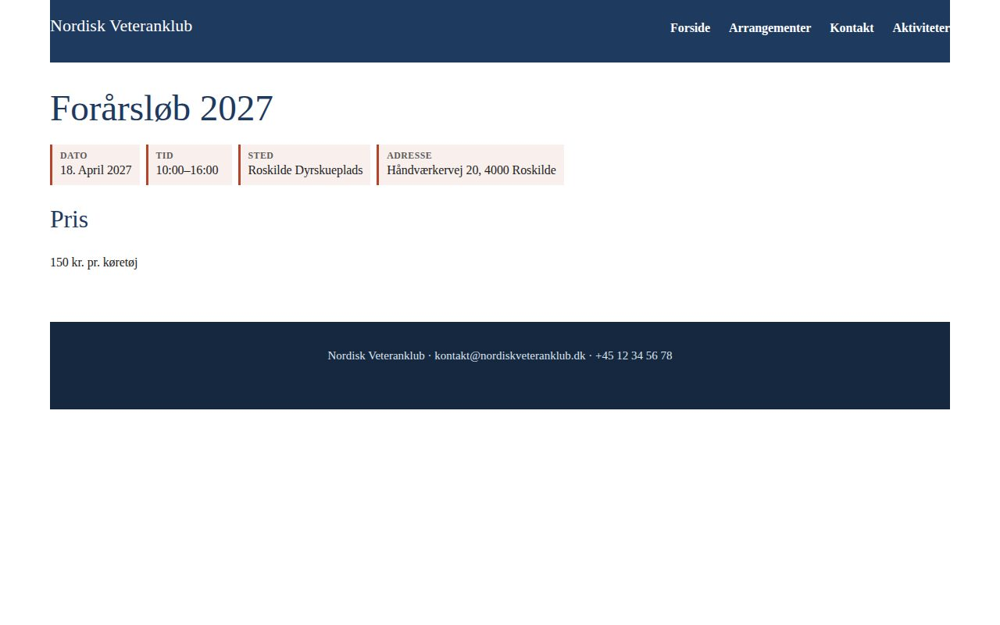 Nordisk Veteranklub
Forside Arrangementer Kontakt Aktiviteter
Forårsløb 2027
DATO
18. April 2027
TID
10:00–16:00
STED
Roskilde Dyrskueplads
ADRESSE
Håndværkervej 20, 4000 Roskilde
Pris
150 kr. pr. køretøj
Nordisk Veteranklub · kontakt@nordiskveteranklub.dk · +45 12 34 56 78